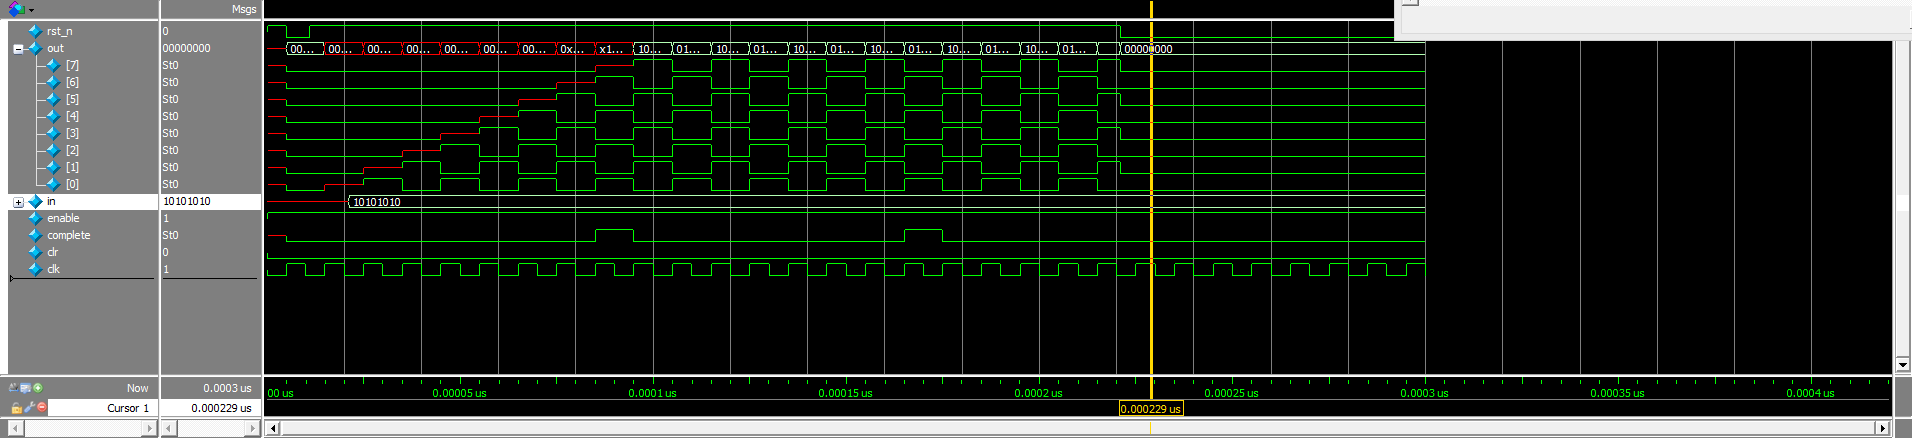 Msgs
rst_n 0
out 00000000 00... 00... 00... 00... 00... 00... 00... 0x... x1... 10... 01... 10... 01... 10... 01... 10... 01... 10... 01... 10... 01... 00000000
[7] St0
[6] St0
[5] St0
[4] St0
[3] St0
[2] St0
[1] St0
[0] St0
in 10101010 10101010
enable 1
complete St0
clr 0
clk 1
Now 0.0003 us 00 us 0.00005 us 0.0001 us 0.00015 us 0.0002 us 0.00025 us 0.0003 us 0.00035 us 0.0004 us
Cursor 1 0.000229 us 0.000229 us